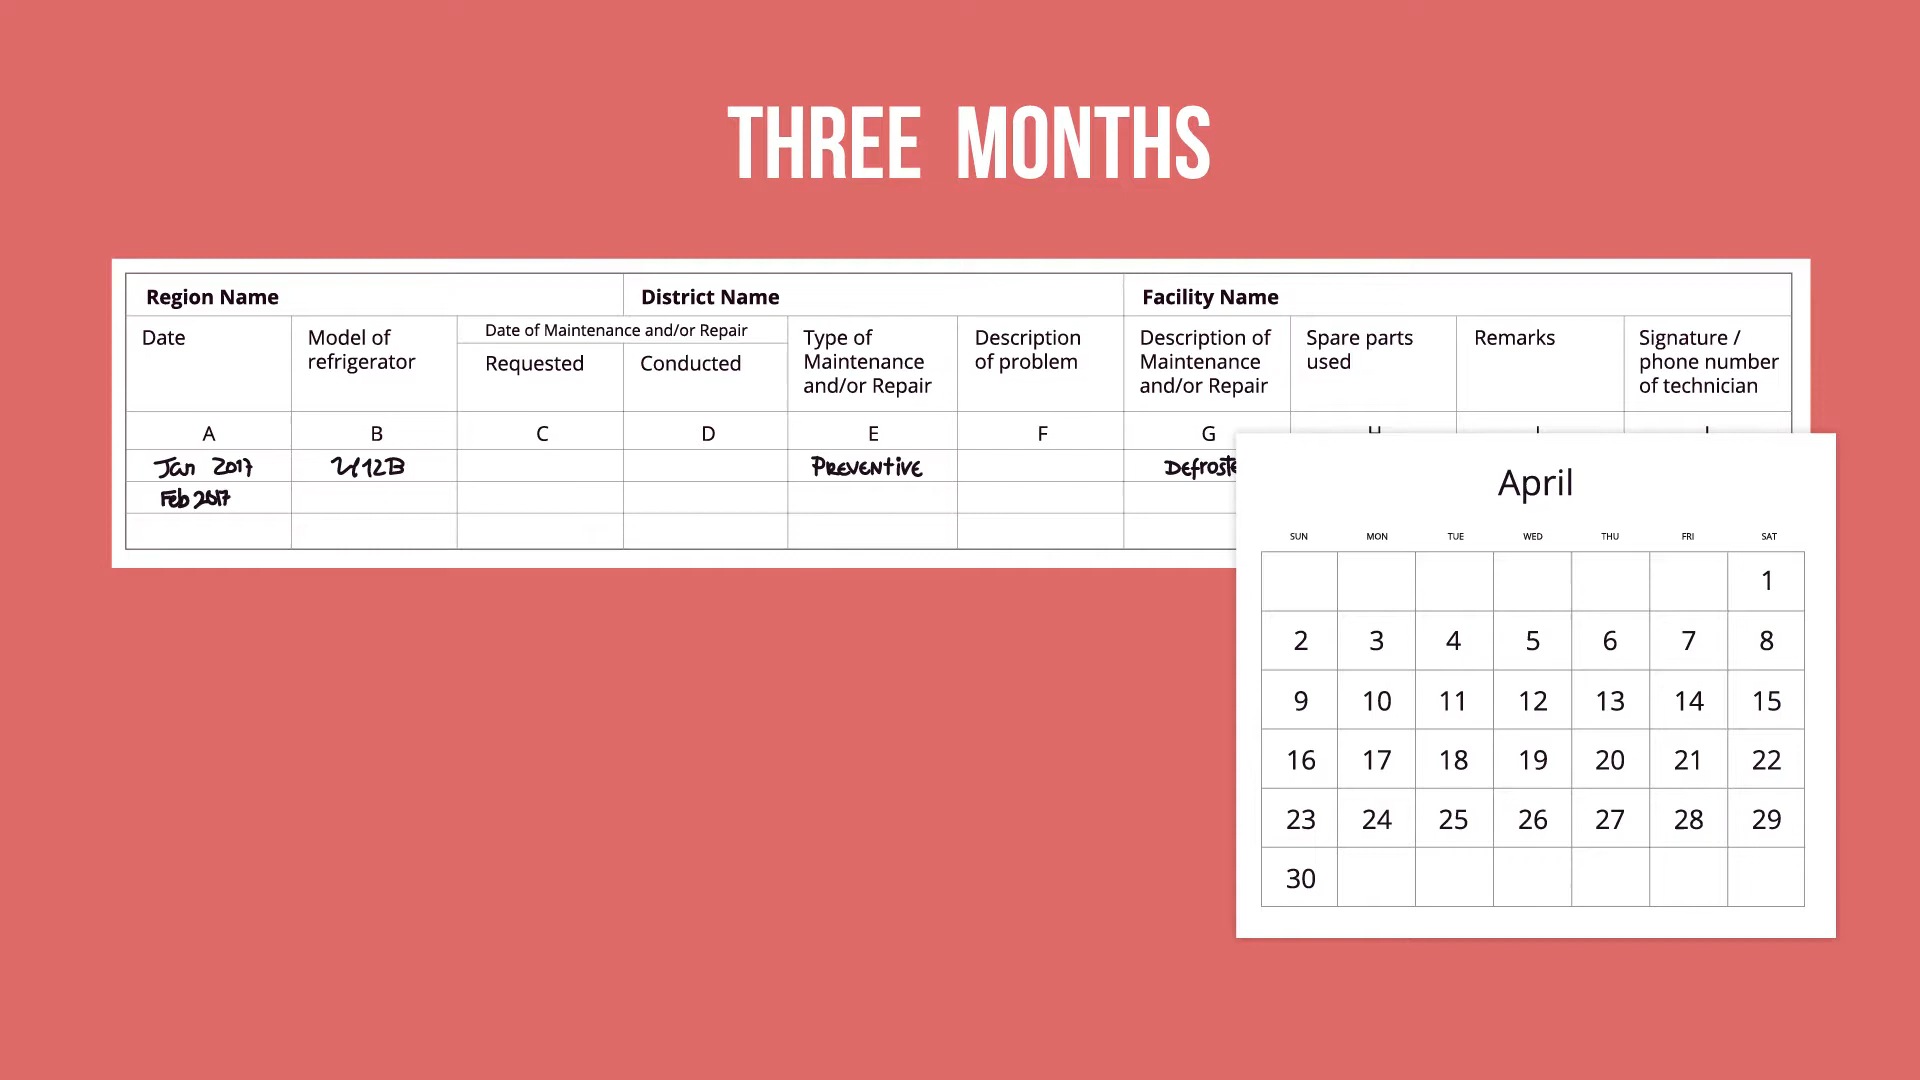 THREE MONTHS
Region Name District Name Facility Name
Date Model of refrigerator Date of Maintenance and/or Repair Requested Conducted Type of Maintenance and/or Repair Description of problem Description of Maintenance and/or Repair Spare parts used Remarks Signature / phone number of technician
A B C D E F G
Jan 2017 U12B PREVENTIVE Defroste
Feb 2017
April
SUN MON TUE WED THU FRI SAT
1
2 3 4 5 6 7 8
9 10 11 12 13 14 15
16 17 18 19 20 21 22
23 24 25 26 27 28 29
30